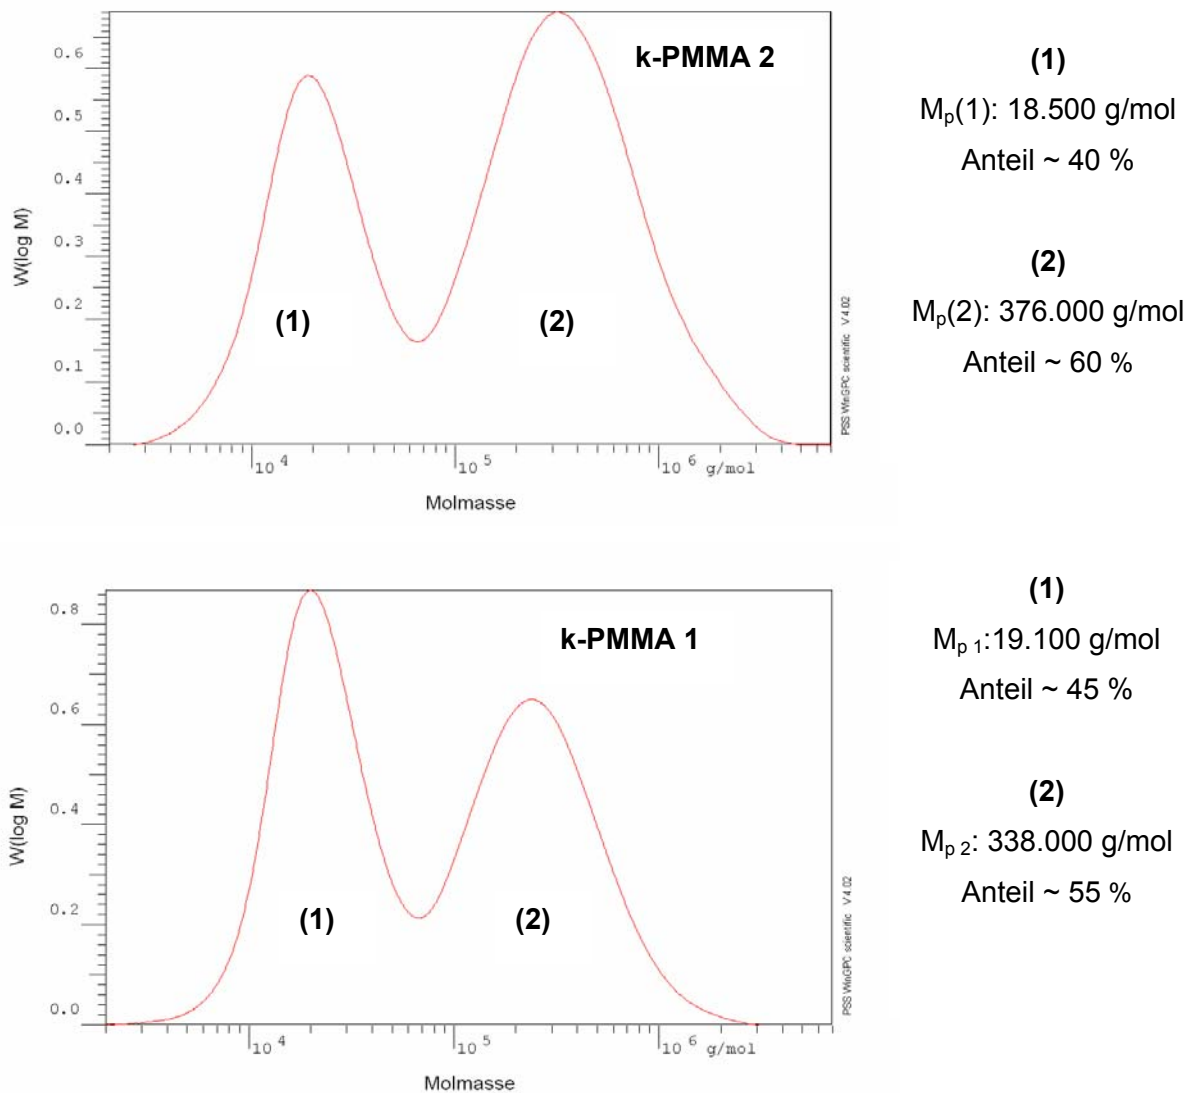 k-PMMA 2
W(log M)
0.6
0.5
0.4
0.3
0.2
0.1
0.0
(1)
(2)
10^4
10^5
10^6 g/mol
Molmasse
PSS WinGPC scientific V 4.02
(1)
Mp(1): 18.500 g/mol
Anteil ~ 40 %
(2)
Mp(2): 376.000 g/mol
Anteil ~ 60 %
k-PMMA 1
W(log M)
0.8
0.6
0.4
0.2
0.0
(1)
(2)
10^4
10^5
10^6 g/mol
Molmasse
PSS WinGPC scientific V 4.02
(1)
Mp 1:19.100 g/mol
Anteil ~ 45 %
(2)
Mp 2: 338.000 g/mol
Anteil ~ 55 %